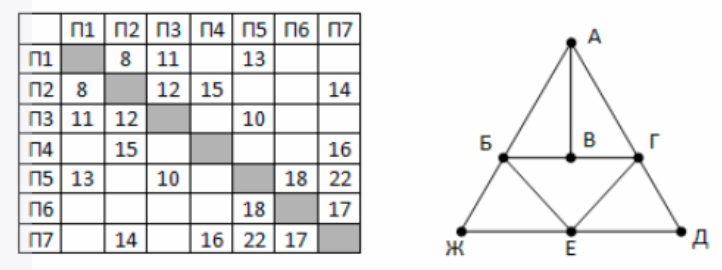 П1 П2 П3 П4 П5 П6 П7
П1 8 11 13
П2 8 12 15 14
П3 11 12 10
П4 15 16
П5 13 10 18 22
П6 18 17
П7 14 16 22 17
А
Б В Г
Ж Е Д